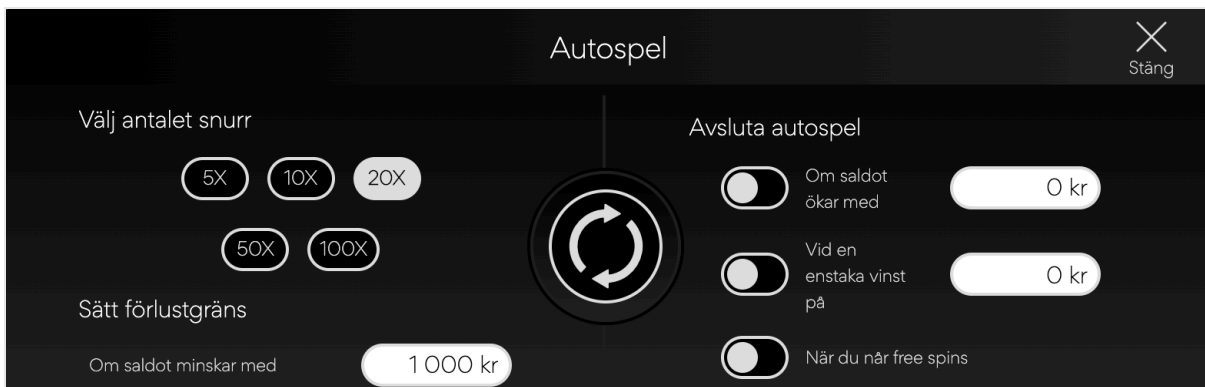 Autospel
Stäng
Välj antalet snurr
5X 10X 20X
50X 100X
Sätt förlustgräns
Om saldot minskar med 1 000 kr
Avsluta autospel
Om saldot
ökar med
0 kr
Vid en
enstaka vinst
på
0 kr
När du når free spins